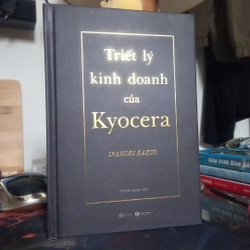 Triết lý
kinh doanh
của
Kyocera
INAMORI KAZUO